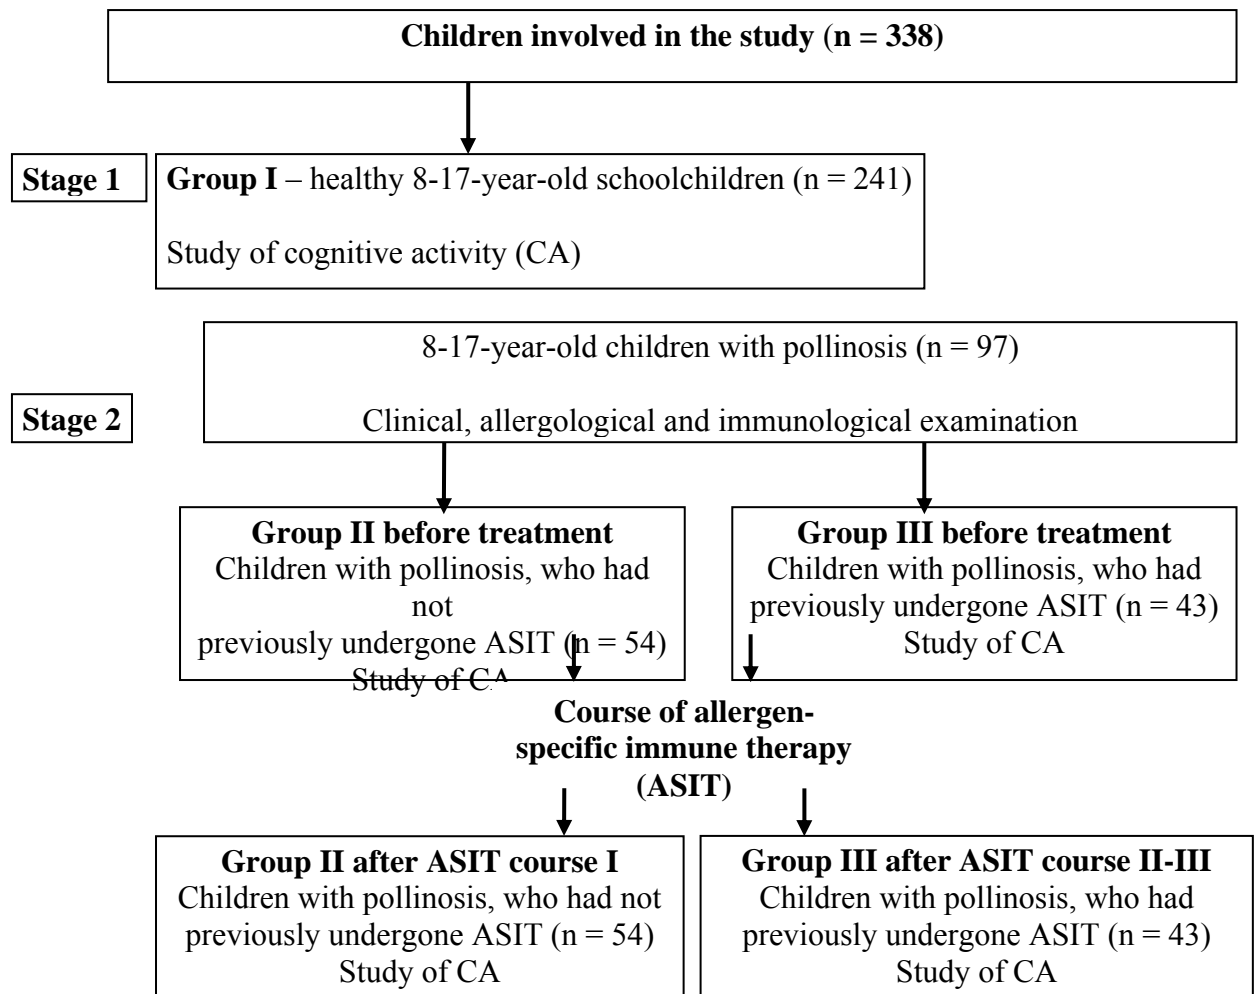 Children involved in the study (n = 338)
Stage 1
Group I – healthy 8-17-year-old schoolchildren (n = 241)
Study of cognitive activity (CA)
8-17-year-old children with pollinosis (n = 97)
Stage 2
Clinical, allergological and immunological examination
Group II before treatment
Children with pollinosis, who had
not
previously undergone ASIT (n = 54)
Study of CA
Group III before treatment
Children with pollinosis, who had
previously undergone ASIT (n = 43)
Study of CA
Course of allergen-
specific immune therapy
(ASIT)
Group II after ASIT course I
Children with pollinosis, who had not
previously undergone ASIT (n = 54)
Study of CA
Group III after ASIT course II-III
Children with pollinosis, who had
previously undergone ASIT (n = 43)
Study of CA